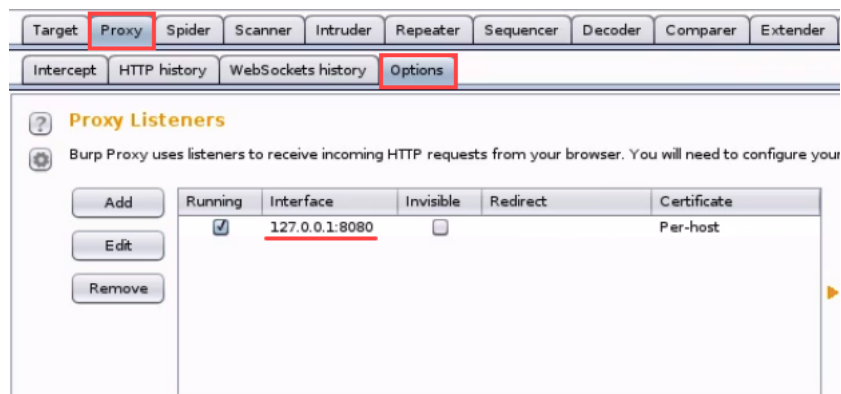 Target Proxy Spider Scanner Intruder Repeater Sequencer Decoder Comparer Extender
Intercept HTTP history WebSockets history Options
? Proxy Listeners
Burp Proxy uses listeners to receive incoming HTTP requests from your browser. You will need to configure your
Add Running Interface Invisible Redirect Certificate
127.0.0.1:8080 Per-host
Edit
Remove